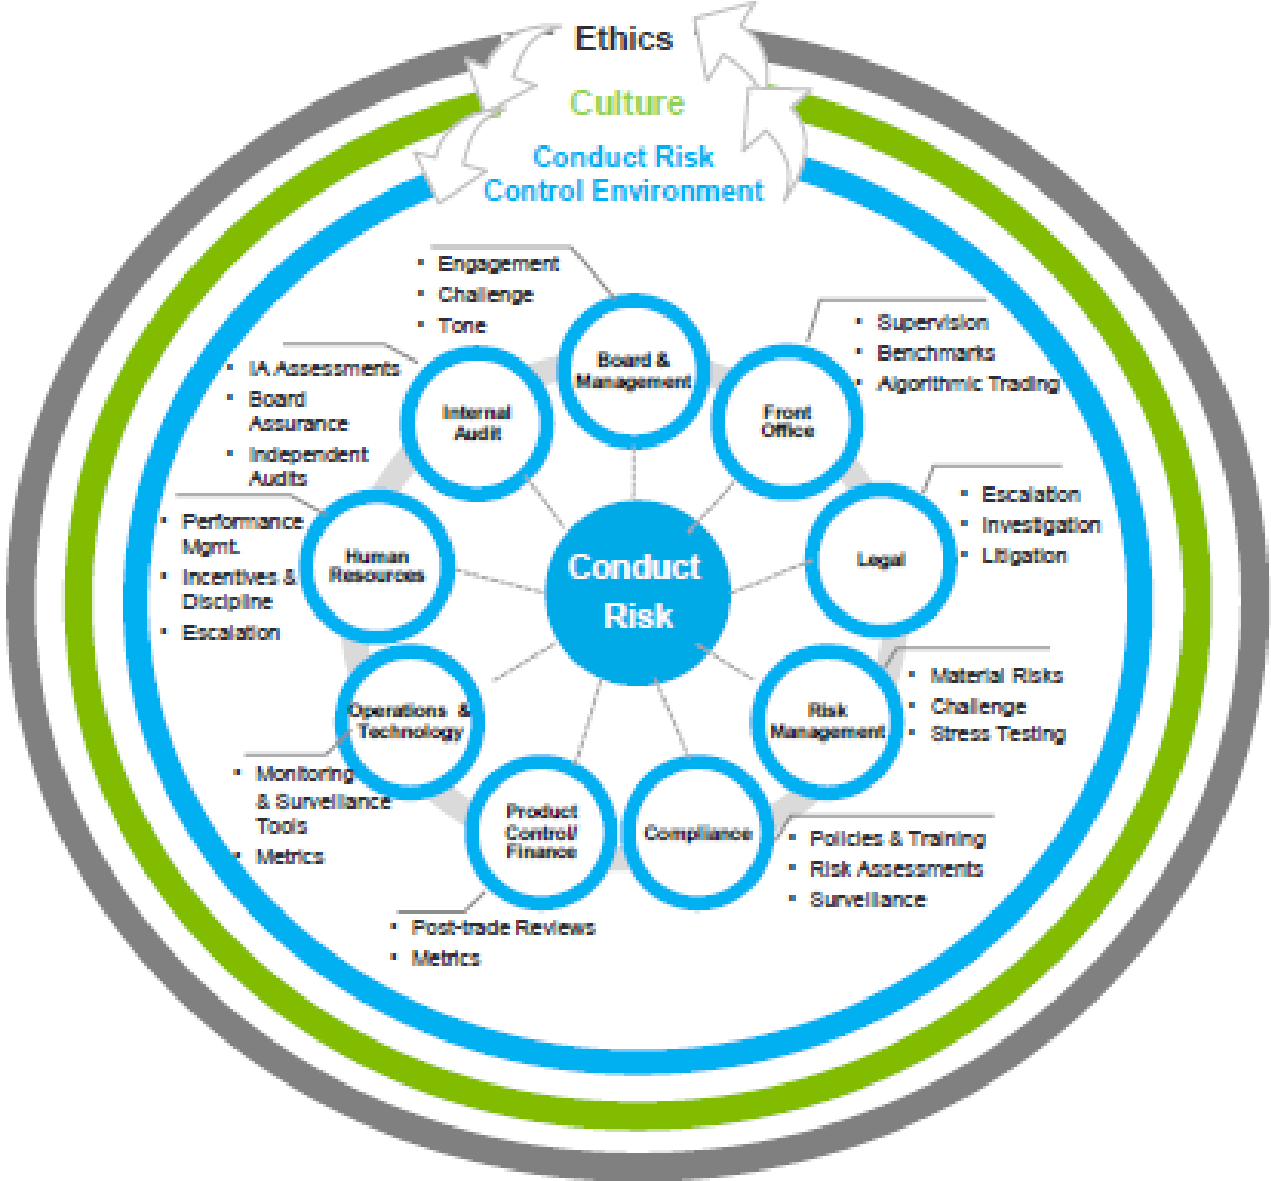 Ethics
Culture
Conduct Risk
Control Environment
• Engagement
• Challenge
• Tone
Board &
Management
• Supervision
• Benchmarks
• Algorithmic Trading
Front
Office
• Escalation
• Investigation
• Litigation
Legal
• Material Risks
• Challenge
• Stress Testing
Risk
Management
• Policies & Training
• Risk Assessments
• Surveillance
Compliance
Product
Control/
Finance
• Post-trade Reviews
• Metrics
Operations &
Technology
• Monitoring
& Surveillance
Tools
• Metrics
Human
Resources
• Performance
Mgmt.
• Incentives &
Discipline
• Escalation
Internal
Audit
• IA Assessments
• Board
Assurance
• Independent
Audits
Conduct
Risk